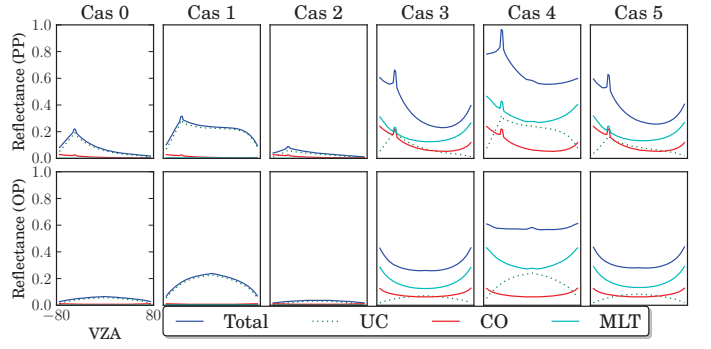 Cas 0 Cas 1 Cas 2 Cas 3 Cas 4 Cas 5
Reflectance (PP)
1.0
0.8
0.6
0.4
0.2
0.0
Reflectance (OP)
1.0
0.8
0.6
0.4
0.2
0.0
−80 80
VZA
Total UC CO MLT